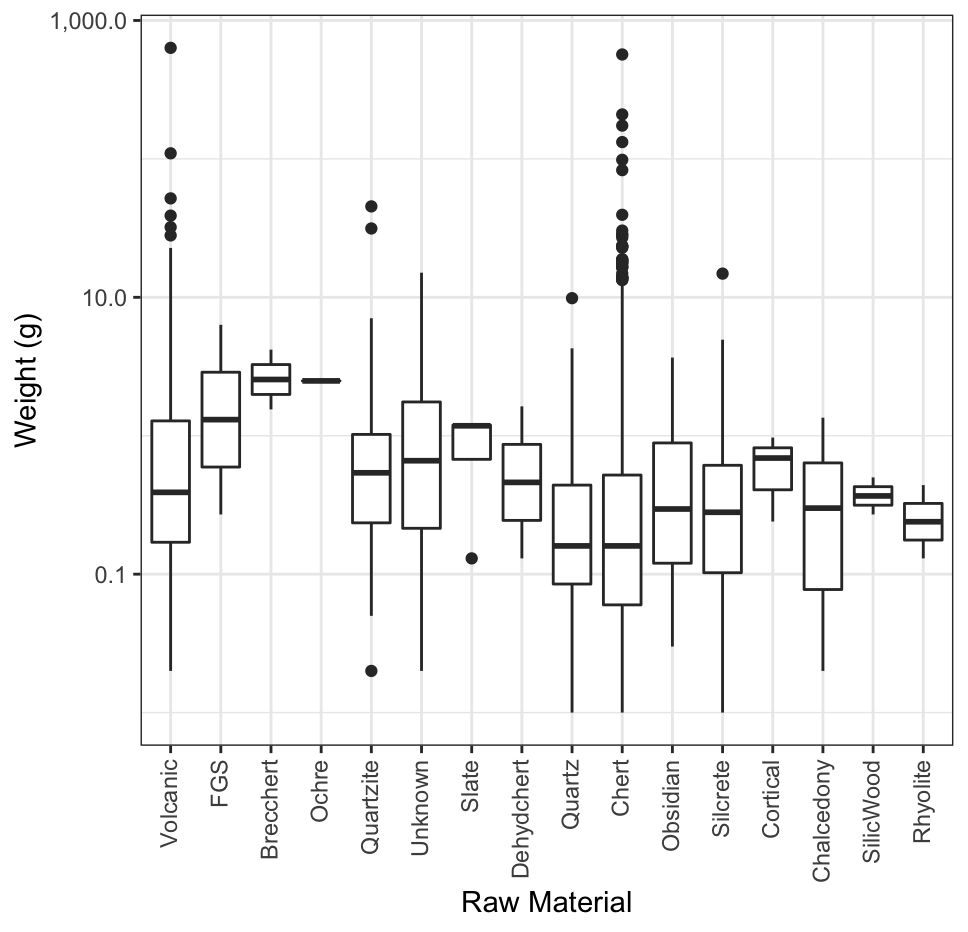 1,000.0
10.0
0.1
Weight (g)
Volcanic
FGS
Brecchert
Ochre
Quartzite
Unknown
Slate
Dehydchert
Quartz
Chert
Obsidian
Silcrete
Cortical
Chalcedony
SilicWood
Rhyolite
Raw Material